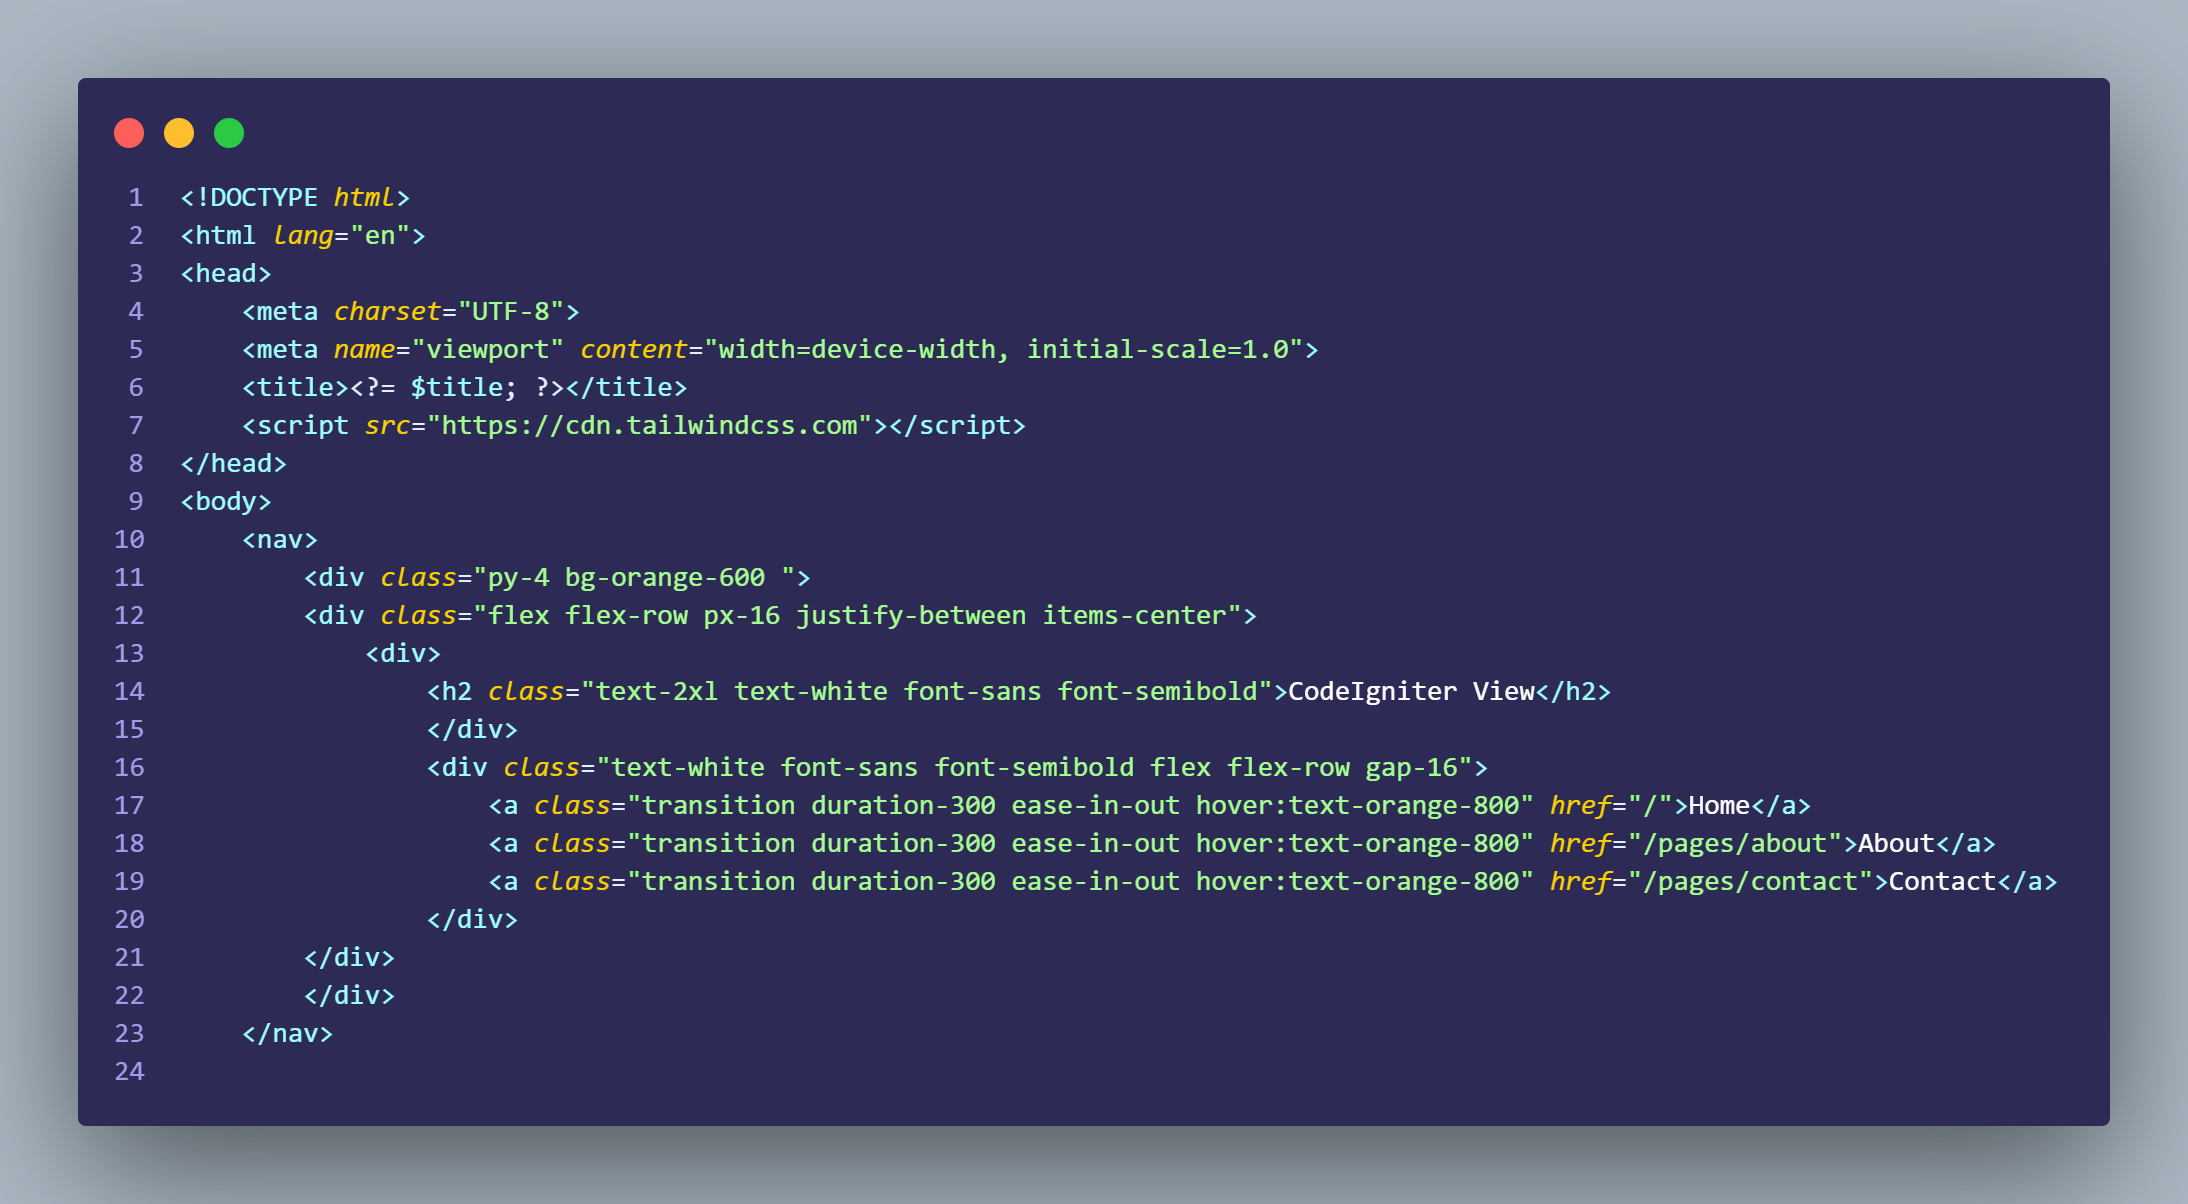 1 <!DOCTYPE html>
2 <html lang="en">
3 <head>
4     <meta charset="UTF-8">
5     <meta name="viewport" content="width=device-width, initial-scale=1.0">
6     <title><?= $title; ?></title>
7     <script src="https://cdn.tailwindcss.com"></script>
8 </head>
9 <body>
10     <nav>
11         <div class="py-4 bg-orange-600 ">
12         <div class="flex flex-row px-16 justify-between items-center">
13             <div>
14                 <h2 class="text-2xl text-white font-sans font-semibold">CodeIgniter View</h2>
15                 </div>
16                 <div class="text-white font-sans font-semibold flex flex-row gap-16">
17                     <a class="transition duration-300 ease-in-out hover:text-orange-800" href="/">Home</a>
18                     <a class="transition duration-300 ease-in-out hover:text-orange-800" href="/pages/about">About</a>
19                     <a class="transition duration-300 ease-in-out hover:text-orange-800" href="/pages/contact">Contact</a>
20                 </div>
21         </div>
22         </div>
23     </nav>
24